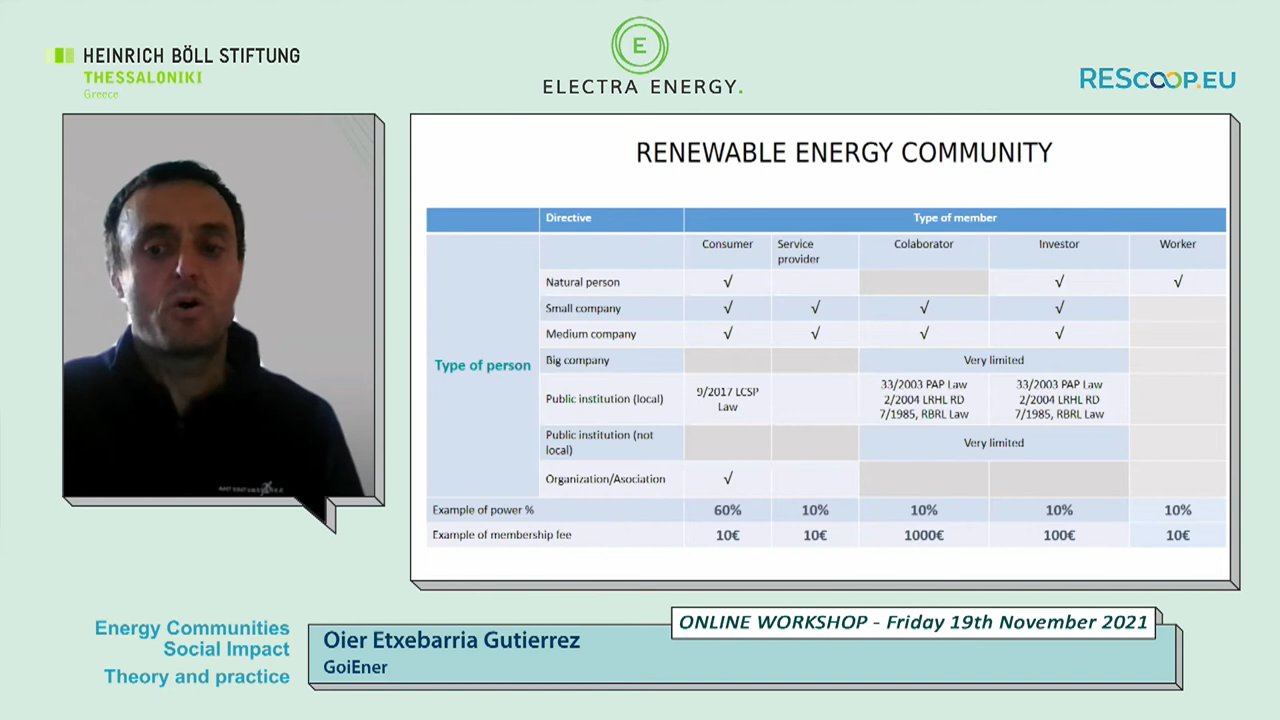 HEINRICH BÖLL STIFTUNG
THESSALONIKI
Greece
E
ELECTRA ENERGY.
REScoop.EU
RENEWABLE ENERGY COMMUNITY
Directive Type of member
Consumer Service provider Colaborator Investor Worker
Type of person
Natural person √ √ √
Small company √ √ √ √
Medium company √ √ √ √
Big company Very limited
Public institution (local) 9/2017 LCSP Law 33/2003 PAP Law 2/2004 LRHL RD 7/1985, RBRL Law 33/2003 PAP Law 2/2004 LRHL RD 7/1985, RBRL Law
Public institution (not local) Very limited
Organization/Asociation √
Example of power % 60% 10% 10% 10% 10%
Example of membership fee 10€ 10€ 1000€ 100€ 10€
ONLINE WORKSHOP - Friday 19th November 2021
Energy Communities
Social Impact
Theory and practice
Oier Etxebarria Gutierrez
GoiEner